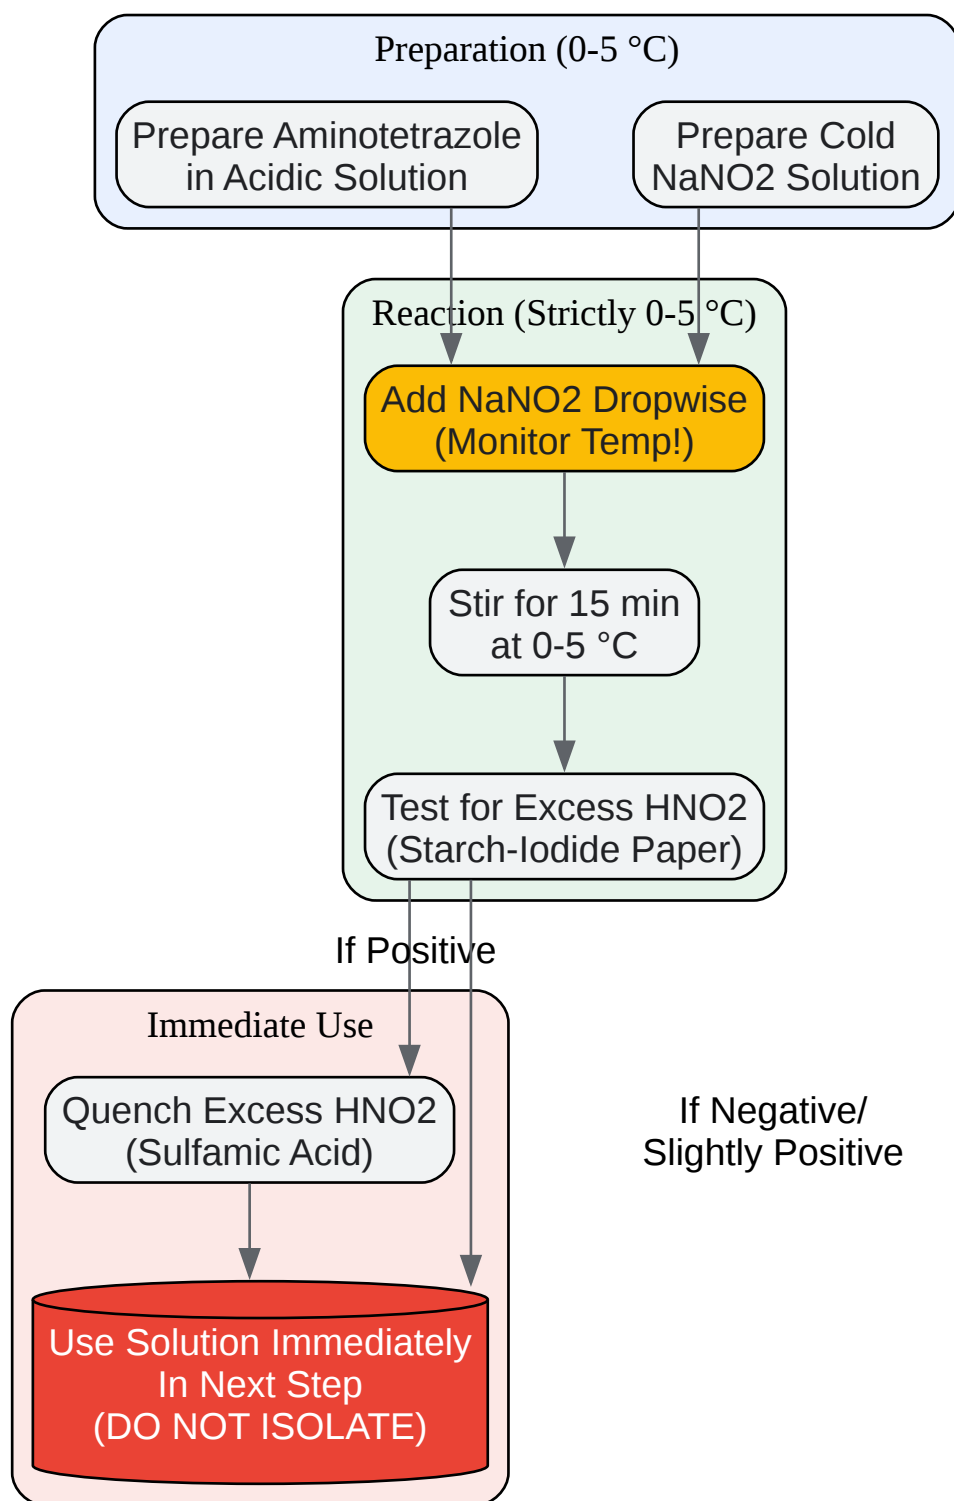 Preparation (0-5 °C)
Prepare Aminotetrazole
in Acidic Solution
Prepare Cold
NaNO2 Solution
Reaction (Strictly 0-5 °C)
Add NaNO2 Dropwise
(Monitor Temp!)
Stir for 15 min
at 0-5 °C
Test for Excess HNO2
(Starch-Iodide Paper)
If Positive
Immediate Use
Quench Excess HNO2
(Sulfamic Acid)
If Negative/
Slightly Positive
Use Solution Immediately
In Next Step
(DO NOT ISOLATE)